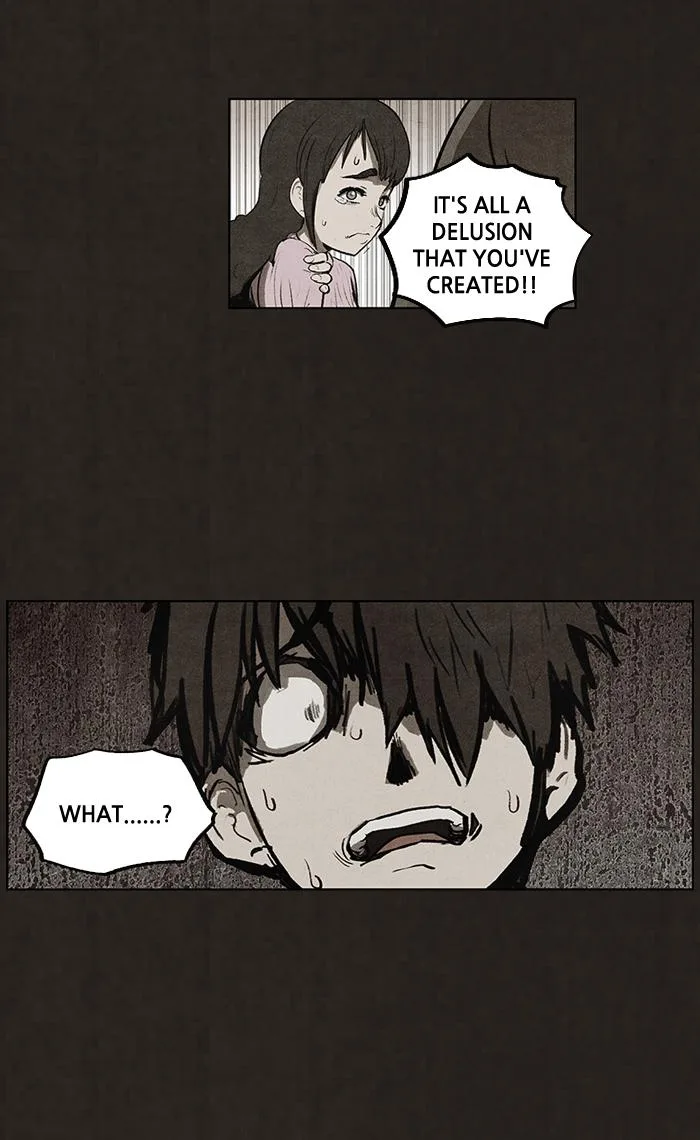 IT'S ALL A
DELUSION
THAT YOU'VE
CREATED!!
WHAT......?